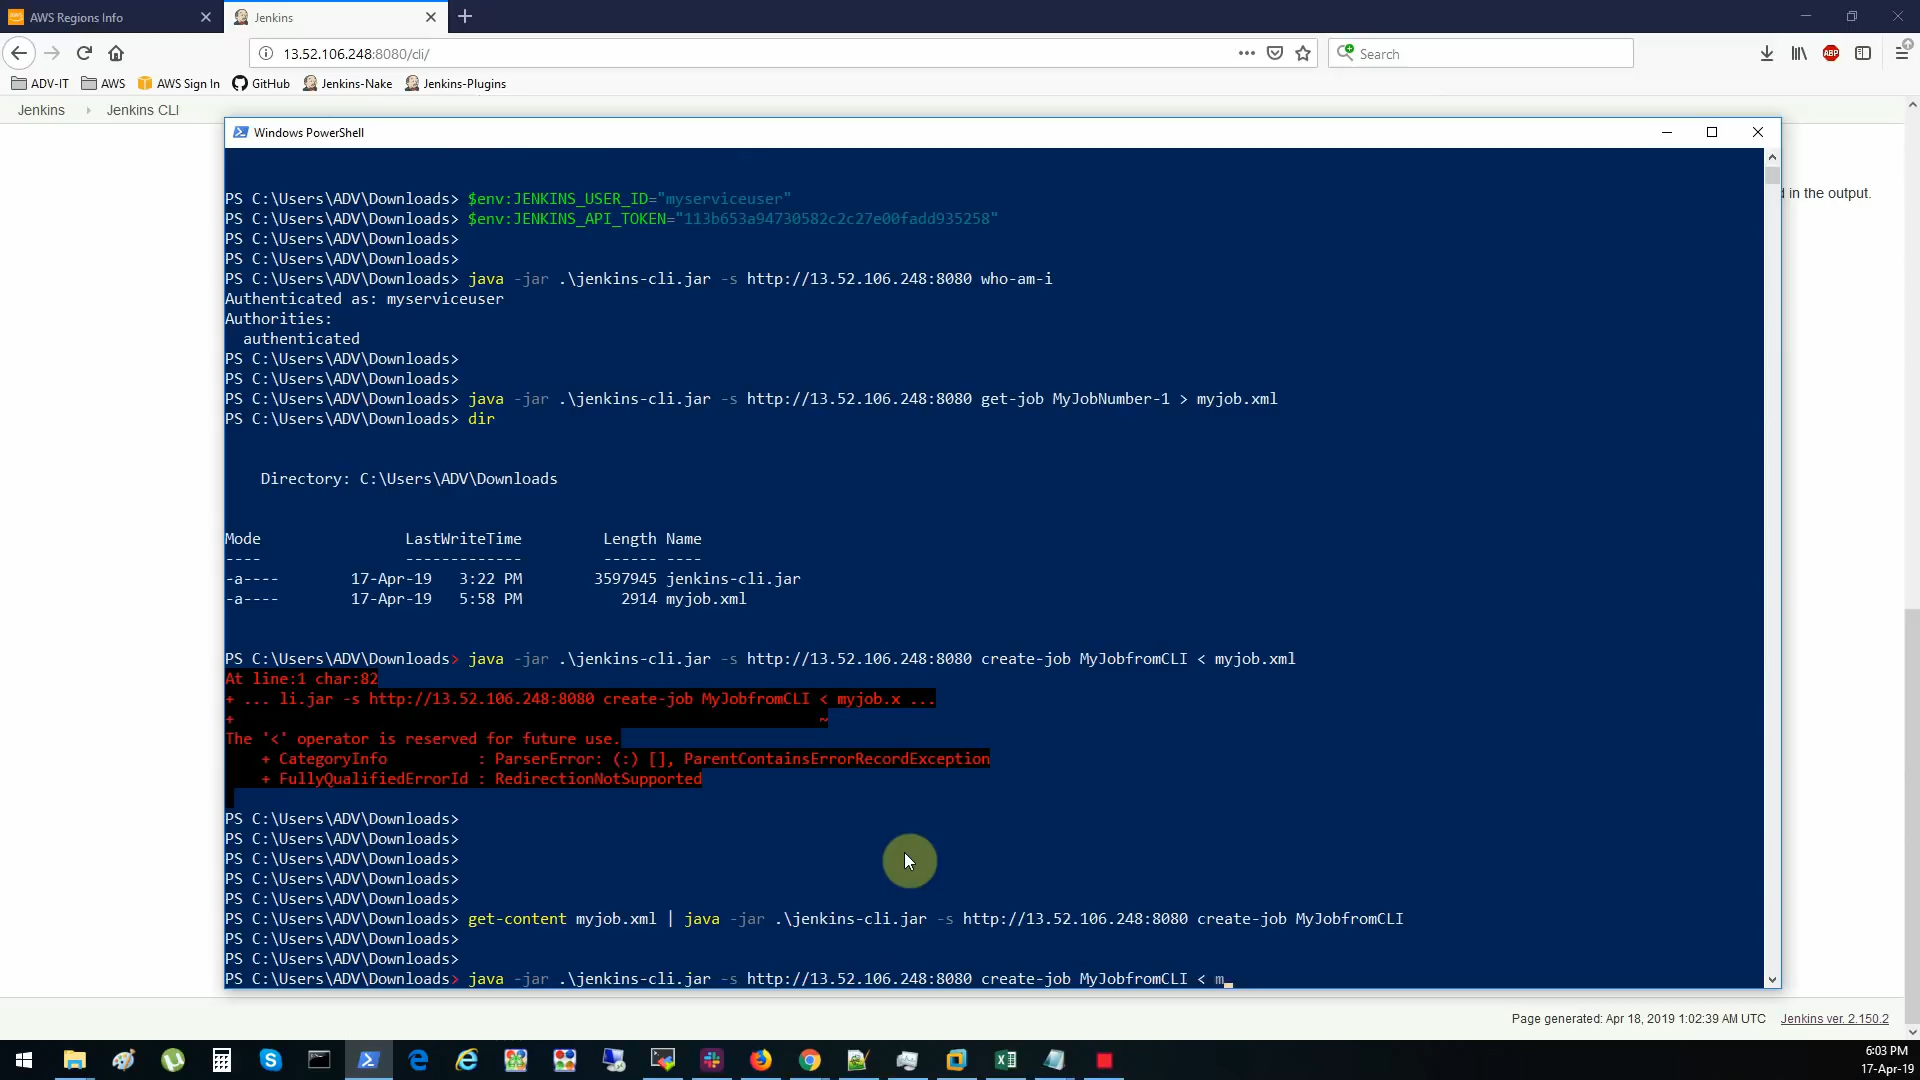 AWS Regions Info
Jenkins
13.52.106.248:8080/cli/
Search
ADV-IT
AWS
AWS Sign In
GitHub
Jenkins-Nake
Jenkins-Plugins
ABP
Jenkins
Jenkins CLI
Windows PowerShell
d in the output.
PS C:\Users\ADV\Downloads> $env:JENKINS_USER_ID="myserviceuser"
PS C:\Users\ADV\Downloads> $env:JENKINS_API_TOKEN="113b653a94730582c2c27e00fadd935258"
PS C:\Users\ADV\Downloads>
PS C:\Users\ADV\Downloads>
PS C:\Users\ADV\Downloads> java -jar .\jenkins-cli.jar -s http://13.52.106.248:8080 who-am-i
Authenticated as: myserviceuser
Authorities:
authenticated
PS C:\Users\ADV\Downloads>
PS C:\Users\ADV\Downloads>
PS C:\Users\ADV\Downloads> java -jar .\jenkins-cli.jar -s http://13.52.106.248:8080 get-job MyJobNumber-1 > myjob.xml
PS C:\Users\ADV\Downloads> dir
Directory: C:\Users\ADV\Downloads
Mode LastWriteTime Length Name
---- ------------- ------ ----
-a---- 17-Apr-19 3:22 PM 3597945 jenkins-cli.jar
-a---- 17-Apr-19 5:58 PM 2914 myjob.xml
PS C:\Users\ADV\Downloads> java -jar .\jenkins-cli.jar -s http://13.52.106.248:8080 create-job MyJobfromCLI < myjob.xml
At line:1 char:82
+ ... li.jar -s http://13.52.106.248:8080 create-job MyJobfromCLI < myjob.x ...
+ ~
The '<' operator is reserved for future use.
+ CategoryInfo : ParserError: (:) [], ParentContainsErrorRecordException
+ FullyQualifiedErrorId : RedirectionNotSupported
PS C:\Users\ADV\Downloads>
PS C:\Users\ADV\Downloads>
PS C:\Users\ADV\Downloads>
PS C:\Users\ADV\Downloads>
PS C:\Users\ADV\Downloads>
PS C:\Users\ADV\Downloads> get-content myjob.xml | java -jar .\jenkins-cli.jar -s http://13.52.106.248:8080 create-job MyJobfromCLI
PS C:\Users\ADV\Downloads>
PS C:\Users\ADV\Downloads>
PS C:\Users\ADV\Downloads> java -jar .\jenkins-cli.jar -s http://13.52.106.248:8080 create-job MyJobfromCLI < m_
Page generated: Apr 18, 2019 1:02:39 AM UTC
Jenkins ver. 2.150.2
6:03 PM
17-Apr-19